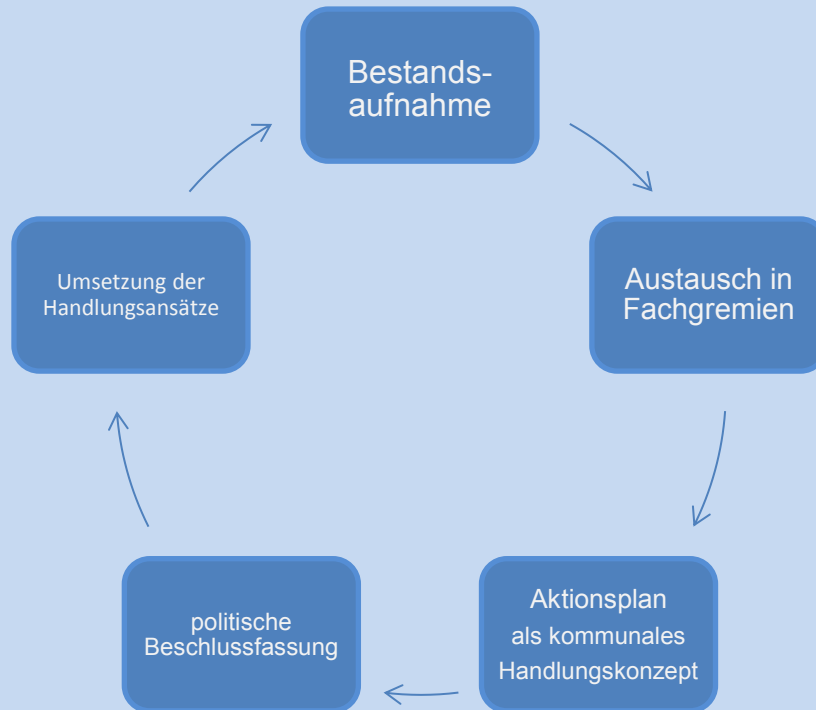 Bestands-
aufnahme
Austausch in
Fachgremien
Aktionsplan
als kommunales
Handlungskonzept
politische
Beschlussfassung
Umsetzung der
Handlungsansätze